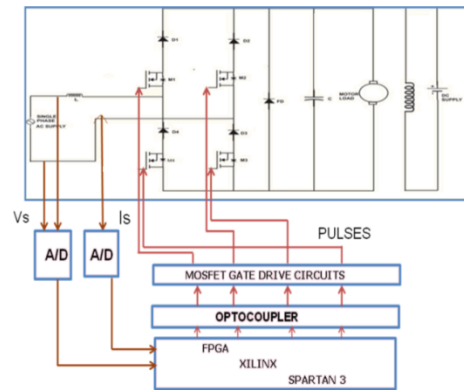 D1
D2
M1
M2
L
SINGLE
PHASE
AC SUPPLY
D4
D3
FD
C
MOTOR
LOAD
DC
SUPPLY
M3
Vs
Is
PULSES
A/D
A/D
MOSFET GATE DRIVE CIRCUITS
OPTOCOUPLER
FPGA
XILINX
SPARTAN 3